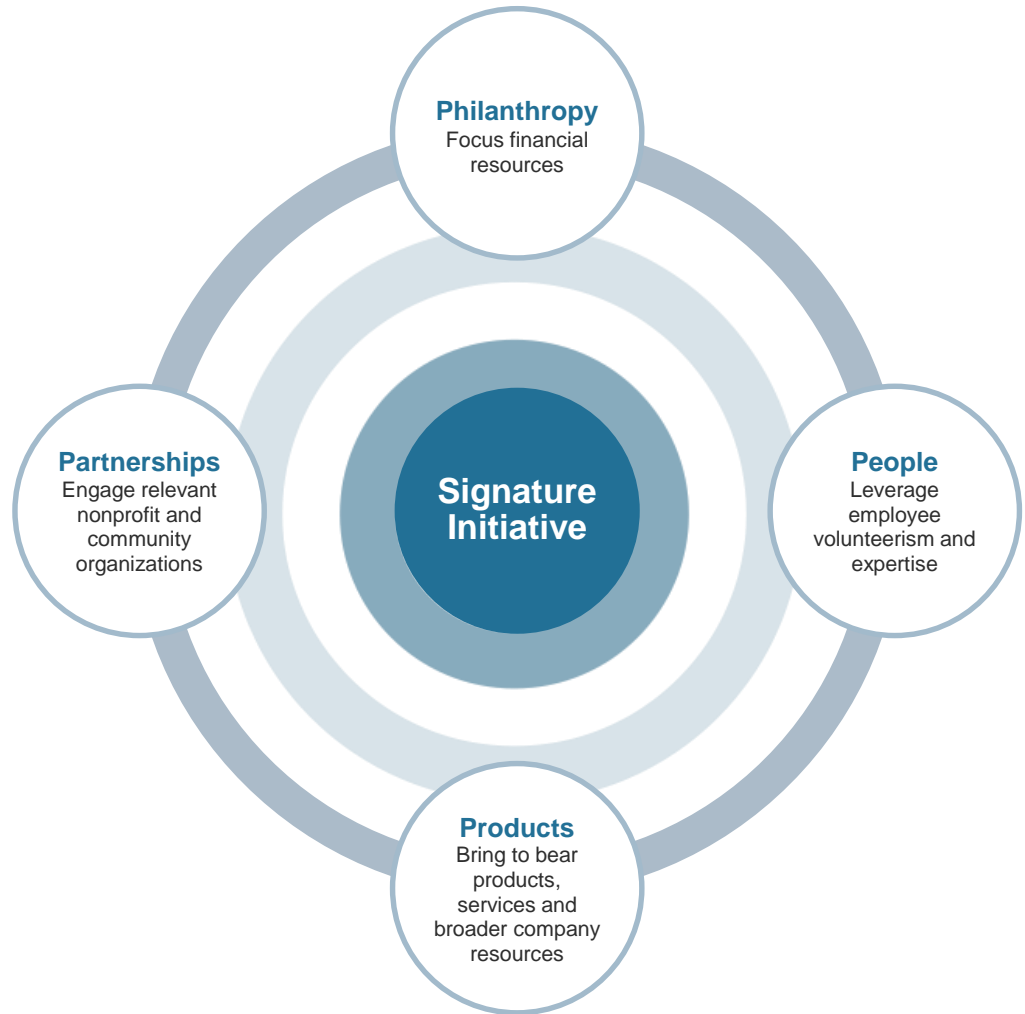 Philanthropy
Focus financial
resources
Partnerships
Engage relevant
nonprofit and
community
organizations
Signature
Initiative
People
Leverage
employee
volunteerism and
expertise
Products
Bring to bear
products,
services and
broader company
resources